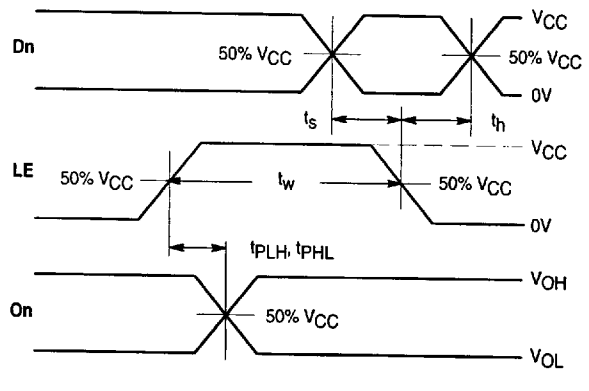 VCC
Dn 50% VCC 50% VCC
0V
ts th
VCC
LE 50% VCC tw 50% VCC
0V
tPLH, tPHL
VOH
On 50% VCC
VOL